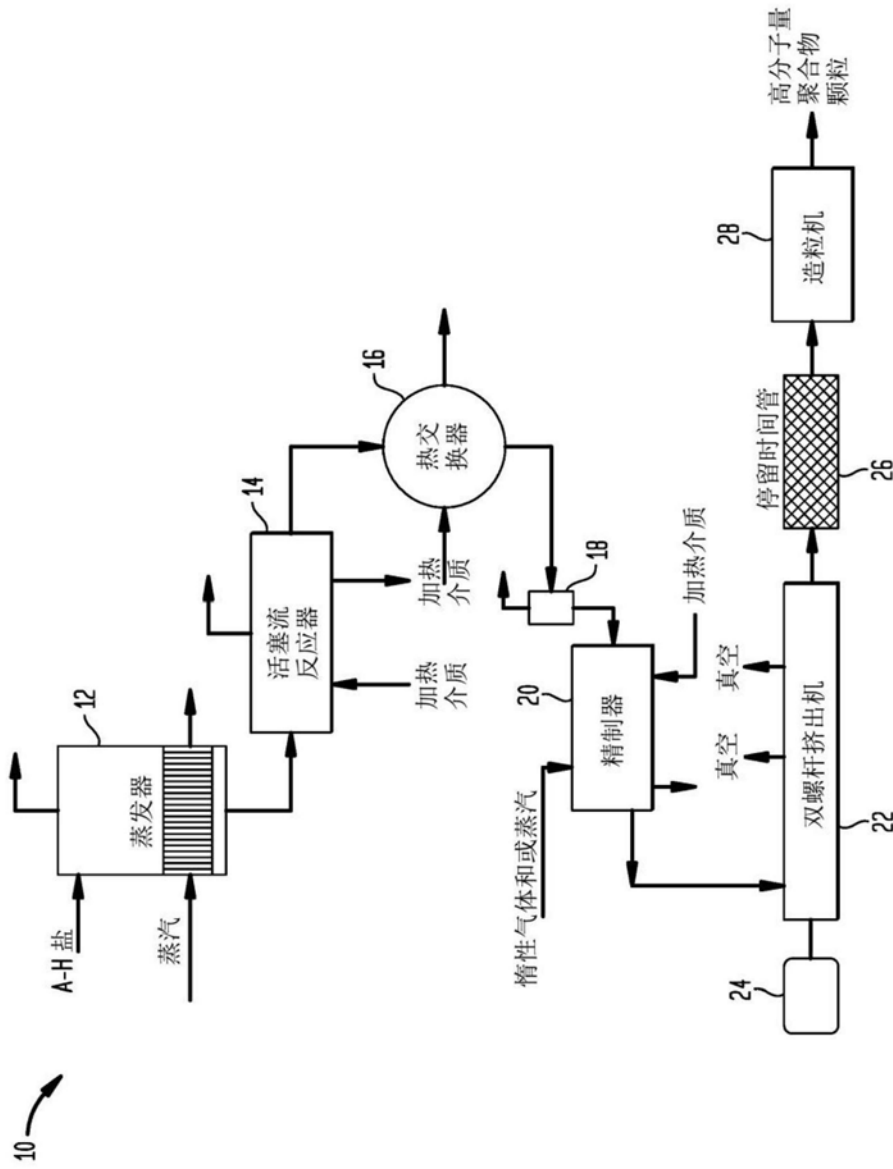 10
A-H 盐
蒸汽
蒸发器
12
活塞流
反应器
14
加热
介质
加热
介质
热交
换器
16
18
惰性气体和或蒸汽
精制器
20
加热介质
真空
真空
24
双螺杆挤出机
22
停留时间管
26
造粒机
28
高分子量
聚合物
颗粒